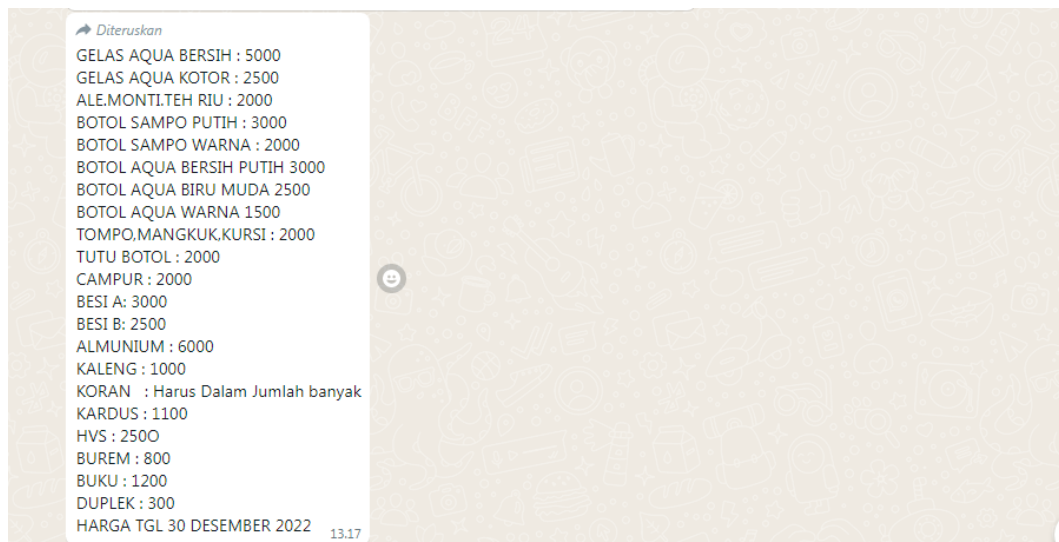 Diteruskan
GELAS AQUA BERSIH : 5000
GELAS AQUA KOTOR : 2500
ALE.MONTI.TEH RIU : 2000
BOTOL SAMPO PUTIH : 3000
BOTOL SAMPO WARNA : 2000
BOTOL AQUA BERSIH PUTIH 3000
BOTOL AQUA BIRU MUDA 2500
BOTOL AQUA WARNA 1500
TOMPO,MANGKUK,KURSI : 2000
TUTU BOTOL : 2000
CAMPUR : 2000
BESI A: 3000
BESI B: 2500
ALMUNIUM : 6000
KALENG : 1000
KORAN   : Harus Dalam Jumlah banyak
KARDUS : 1100
HVS : 250O
BUREM : 800
BUKU : 1200
DUPLEK : 300
HARGA TGL 30 DESEMBER 2022
13.17